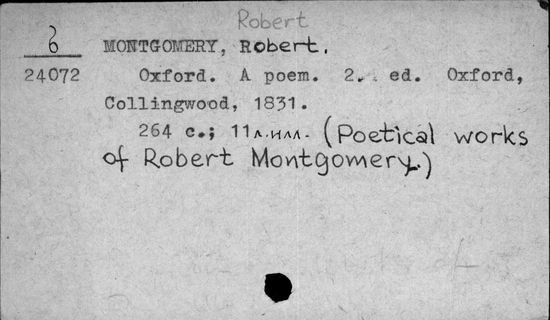 Robert
6 MONTGOMERY, Robert.
24072 Oxford. A poem. 2. ed. Oxford,
Collingwood, 1831.
264 c.; 11 л.илл. (Poetical works
of Robert Montgomery.)